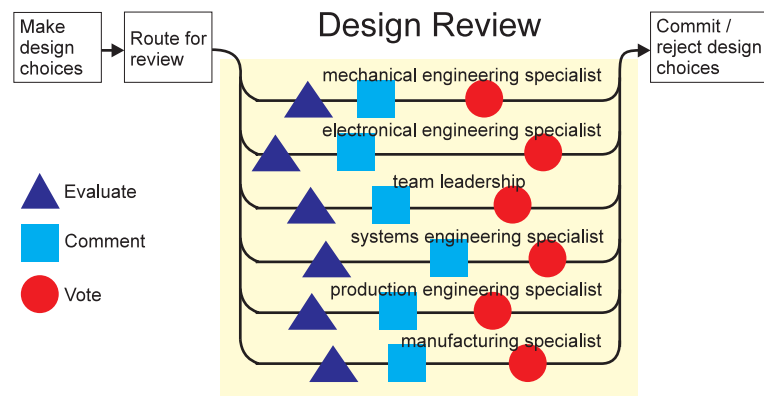 Make
design
choices
Route for
review
Design Review
Commit /
reject design
choices
mechanical engineering specialist
electronical engineering specialist
team leadership
systems engineering specialist
production engineering specialist
manufacturing specialist
Evaluate
Comment
Vote